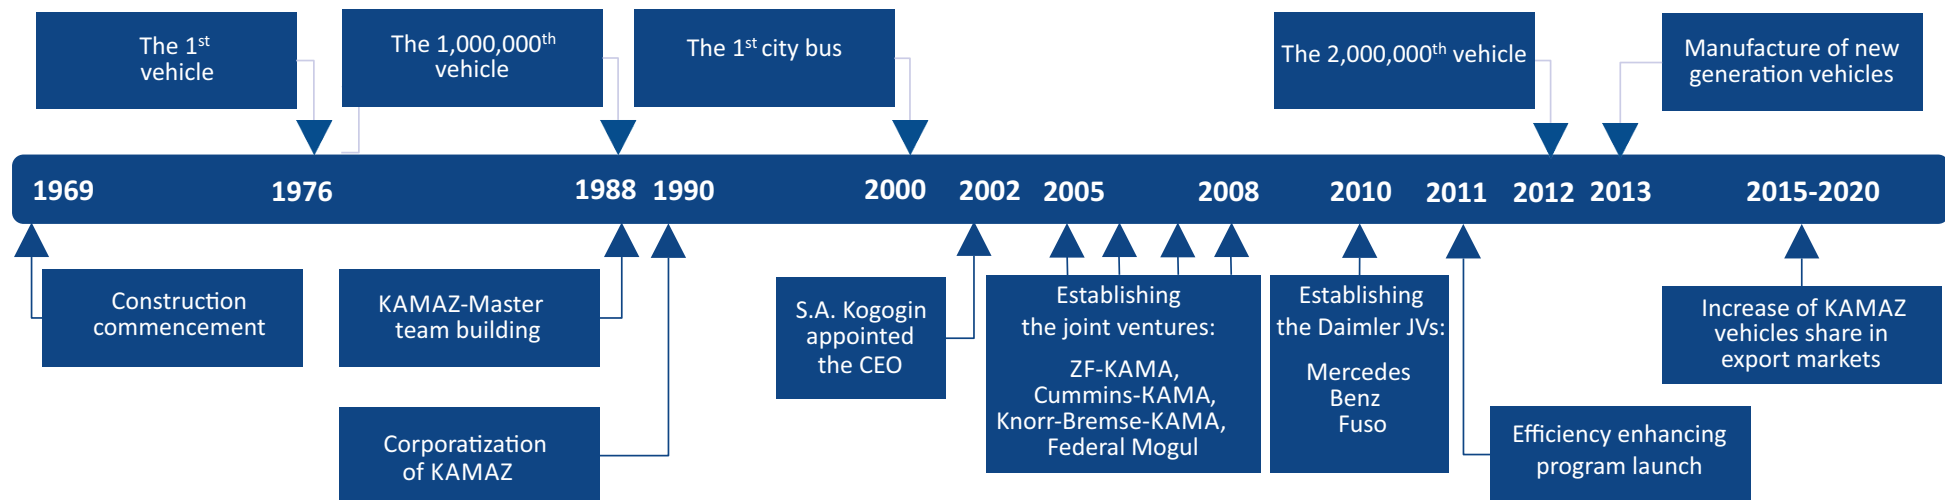 The 1st
vehicle
The 1,000,000th
vehicle
The 1st city bus
The 2,000,000th vehicle
Manufacture of new
generation vehicles
1969
1976
1988
1990
2000
2002
2005
2008
2010
2011
2012
2013
2015-2020
Construction
commencement
KAMAZ-Master
team building
Corporatization
of KAMAZ
S.A. Kogogin
appointed
the CEO
Establishing
the joint ventures:
ZF-KAMA,
Cummins-KAMA,
Knorr-Bremse-KAMA,
Federal Mogul
Establishing
the Daimler JVs:
Mercedes
Benz
Fuso
Efficiency enhancing
program launch
Increase of KAMAZ
vehicles share in
export markets